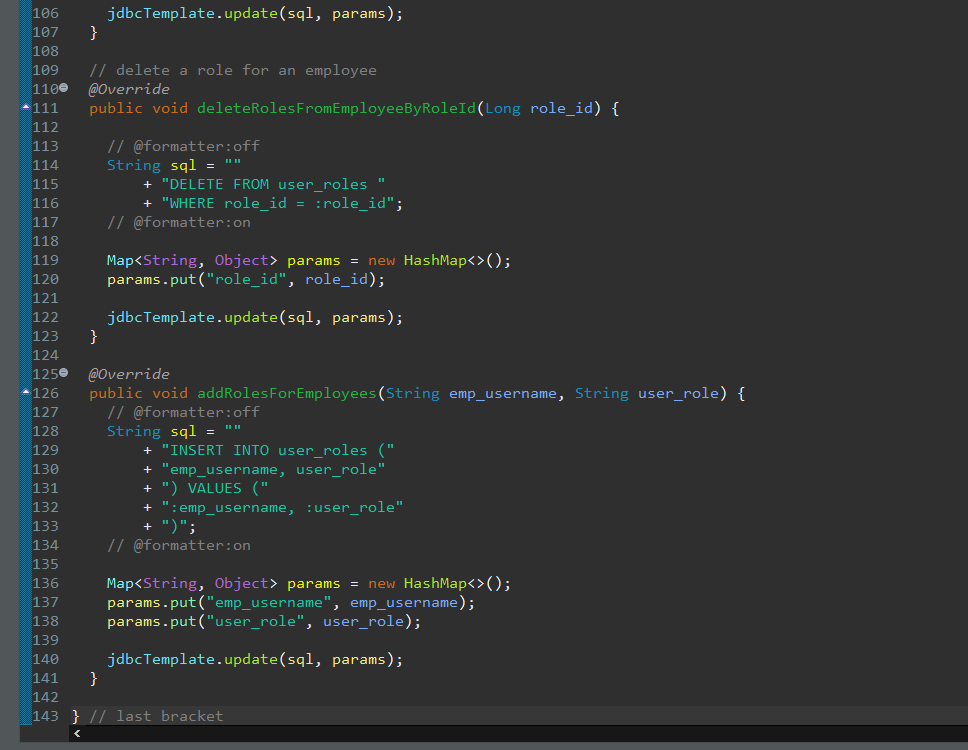 106 jdbcTemplate.update(sql, params);
107 }
108
109 // delete a role for an employee
110 @Override
111 public void deleteRolesFromEmployeeByRoleId(Long role_id) {
112
113 // @formatter:off
114 String sql = ""
115 + "DELETE FROM user_roles "
116 + "WHERE role_id = :role_id";
117 // @formatter:on
118
119 Map<String, Object> params = new HashMap<>();
120 params.put("role_id", role_id);
121
122 jdbcTemplate.update(sql, params);
123 }
124
125 @Override
126 public void addRolesForEmployees(String emp_username, String user_role) {
127 // @formatter:off
128 String sql = ""
129 + "INSERT INTO user_roles ("
130 + "emp_username, user_role"
131 + ") VALUES ("
132 + ":emp_username, :user_role"
133 + ")";
134 // @formatter:on
135
136 Map<String, Object> params = new HashMap<>();
137 params.put("emp_username", emp_username);
138 params.put("user_role", user_role);
139
140 jdbcTemplate.update(sql, params);
141 }
142
143 } // last bracket